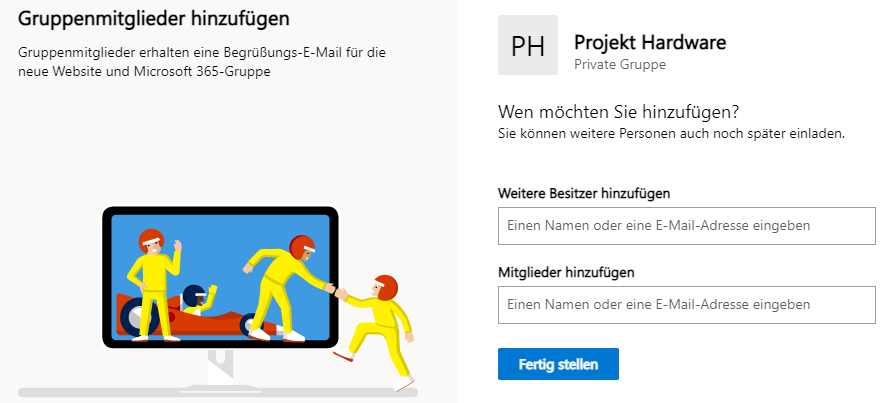 Gruppenmitglieder hinzufügen
Gruppenmitglieder erhalten eine Begrüßungs-E-Mail für die
neue Website und Microsoft 365-Gruppe
PH
Projekt Hardware
Private Gruppe
Wen möchten Sie hinzufügen?
Sie können weitere Personen auch noch später einladen.
Weitere Besitzer hinzufügen
Einen Namen oder eine E-Mail-Adresse eingeben
Mitglieder hinzufügen
Einen Namen oder eine E-Mail-Adresse eingeben
Fertig stellen